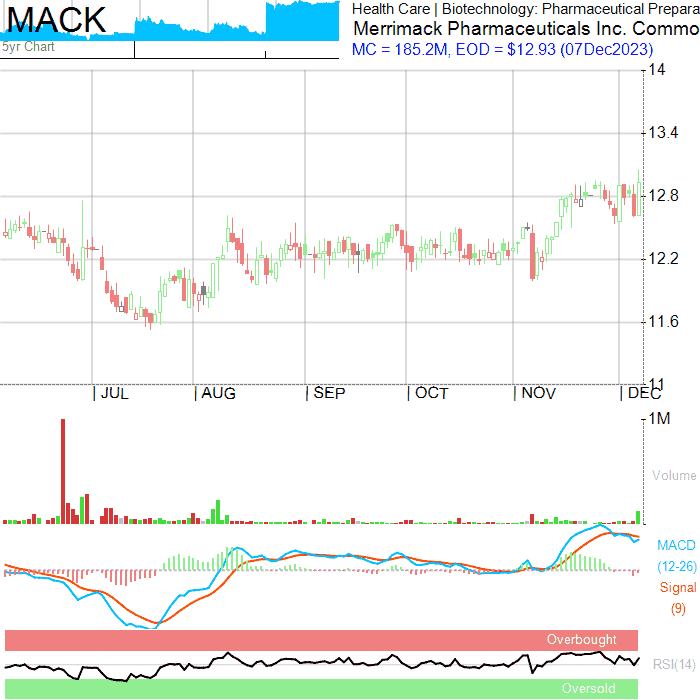 MACK
5yr Chart
Health Care | Biotechnology: Pharmaceutical Prepara
Merrimack Pharmaceuticals Inc. Commo
MC = 185.2M, EOD = $12.93 (07Dec2023)
14
13.4
12.8
12.2
11.6
11
| JUL | AUG | SEP | OCT | NOV | DEC
1M
Volume
MACD
(12-26)
Signal
(9)
Overbought
RSI(14)
Oversold